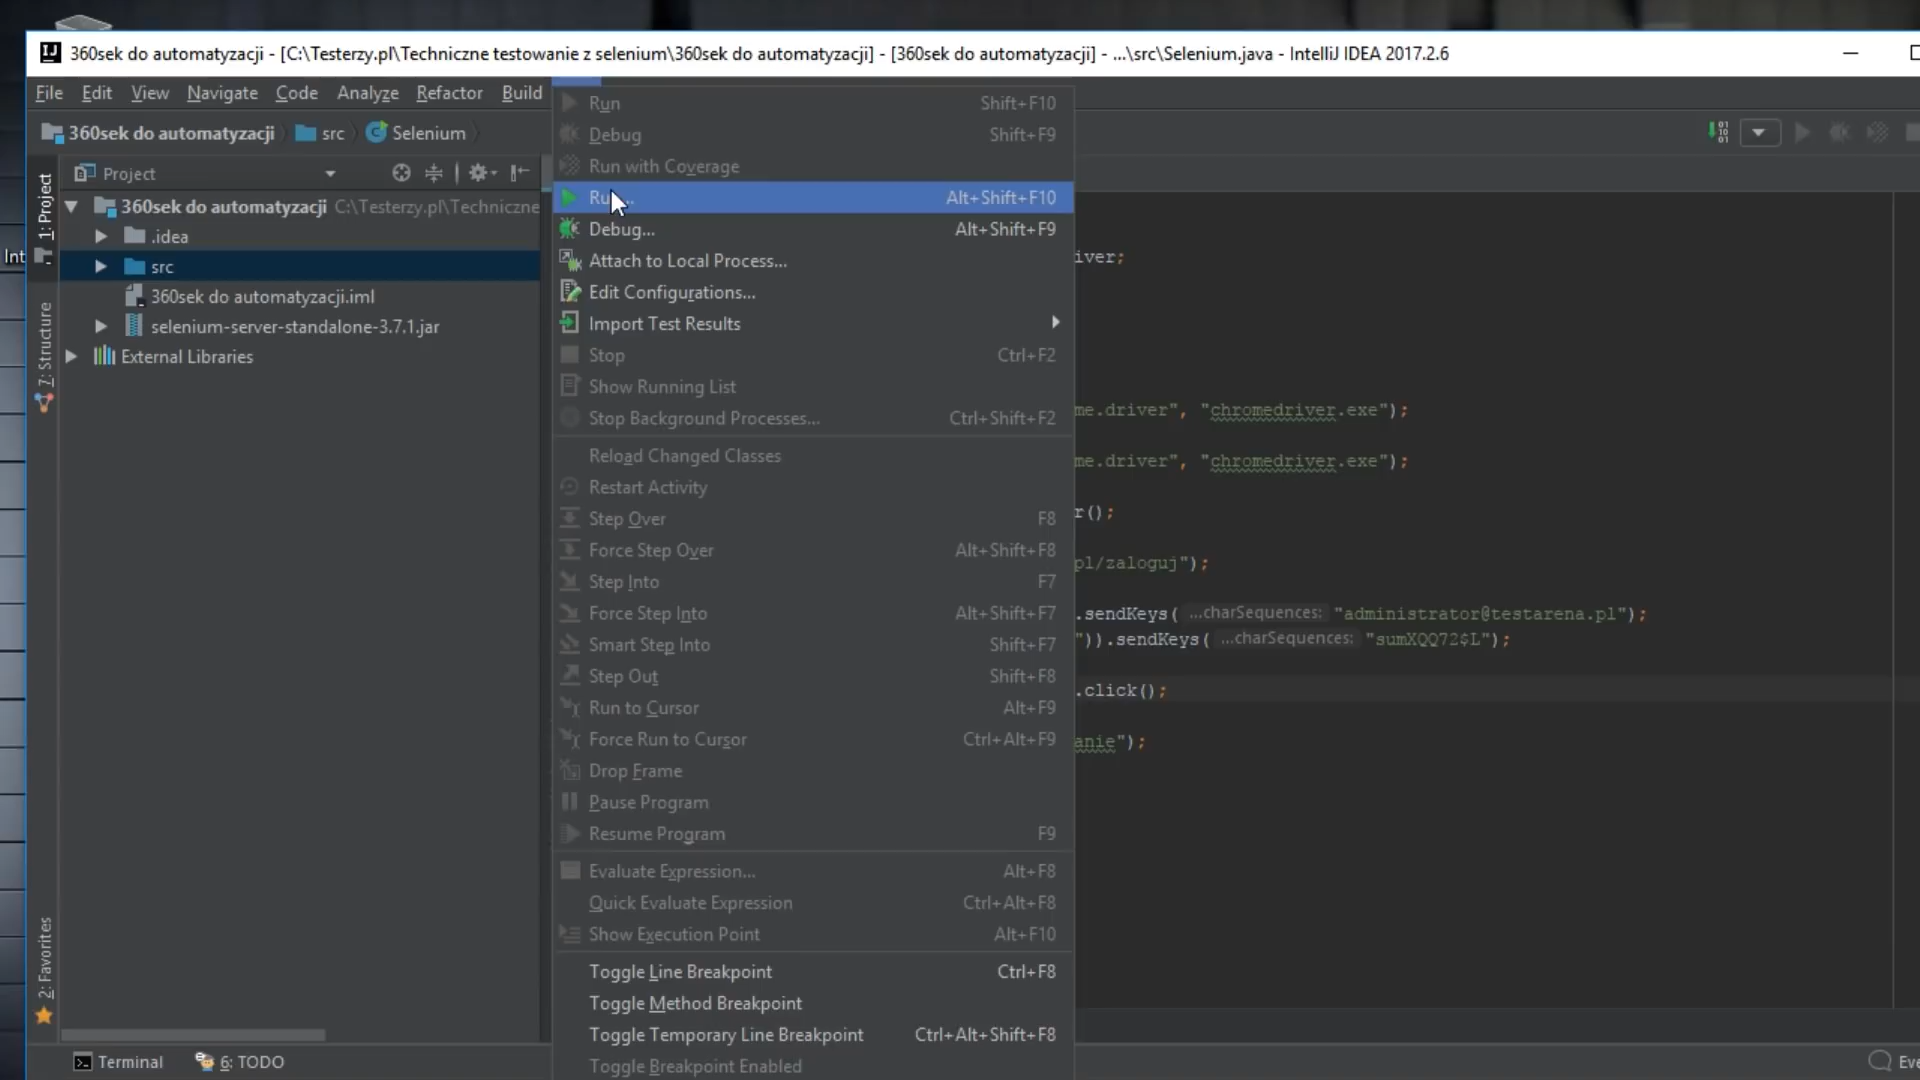 360sek do automatyzacji - [C:\Testerzy.pl\Techniczne testowanie z selenium\360sek do automatyzacji] - [360sek do automatyzacji] - ...\src\Selenium.java - IntelliJ IDEA 2017.2.6
File Edit View Navigate Code Analyze Refactor Build
360sek do automatyzacji src Selenium
Project
1: Project
7: Structure
2: Favorites
Int
360sek do automatyzacji C:\Testerzy.pl\Techniczne
.idea
src
360sek do automatyzacji.iml
selenium-server-standalone-3.7.1.jar
External Libraries
Run Shift+F10
Debug Shift+F9
Run with Coverage
Alt+Shift+F10
Debug... Alt+Shift+F9
Attach to Local Process...
Edit Configurations...
Import Test Results
Stop Ctrl+F2
Show Running List
Stop Background Processes... Ctrl+Shift+F2
Reload Changed Classes
Restart Activity
Step Over F8
Force Step Over Alt+Shift+F8
Step Into F7
Force Step Into Alt+Shift+F7
Smart Step Into Shift+F7
Step Out Shift+F8
Run to Cursor Alt+F9
Force Run to Cursor Ctrl+Alt+F9
Drop Frame
Pause Program
Resume Program F9
Evaluate Expression... Alt+F8
Quick Evaluate Expression Ctrl+Alt+F8
Show Execution Point Alt+F10
Toggle Line Breakpoint Ctrl+F8
Toggle Method Breakpoint
Toggle Temporary Line Breakpoint Ctrl+Alt+Shift+F8
Toggle Breakpoint Enabled
iver;
me.driver", "chromedriver.exe");
me.driver", "chromedriver.exe");
r();
pl/zaloguj");
.sendKeys( ...charSequences: "administrator@testarena.pl");
")).sendKeys( ...charSequences: "sumXQQ72$L");
.click();
anie");
Terminal 6: TODO
Eve